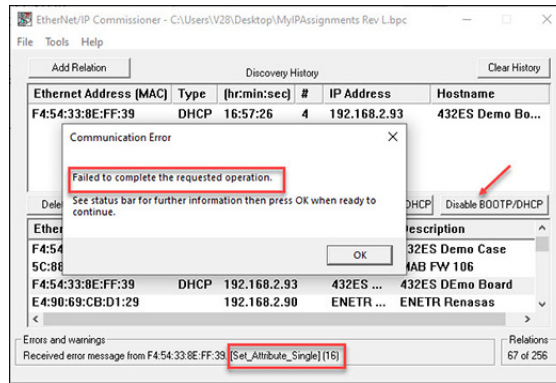 EtherNet/IP Commissioner - C:\Users\V28\Desktop\MyIPAssignments Rev L.bpc
File Tools Help
Add Relation
Discovery History
Clear History
Ethernet Address (MAC) Type (hr:min:sec) # IP Address Hostname
F4:54:33:8E:FF:39 DHCP 16:57:26 4 192.168.2.93 432ES Demo Bo...
Communication Error
Failed to complete the requested operation.
See status bar for further information then press OK when ready to
continue.
OK
DHCP
Disable BOOTP/DHCP
F4:54
32ES Demo Case
5C:88
MAB FW 106
F4:54:33:8E:FF:39 DHCP 192.168.2.93 432ES ... 432ES DEmo Board
E4:90:69:CB:D1:29 192.168.2.90 ENETR ... ENETR Renasas
Errors and warnings
Received error message from F4:54:33:8E:FF:39. [Set_Attribute_Single] (16)
Relations
67 of 256